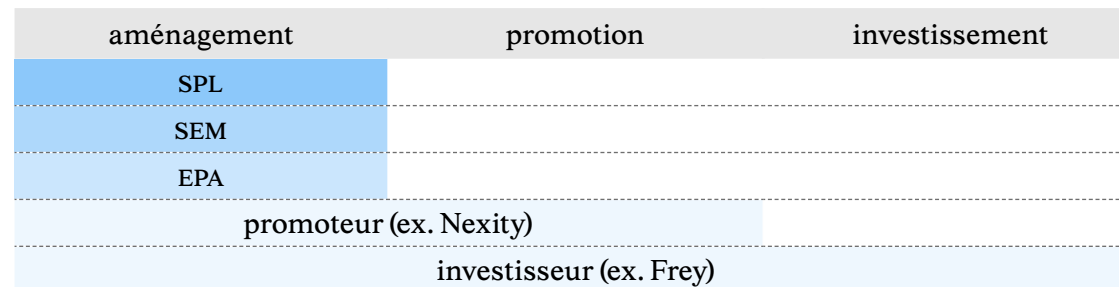 aménagement promotion investissement
SPL
SEM
EPA
promoteur (ex. Nexity)
investisseur (ex. Frey)